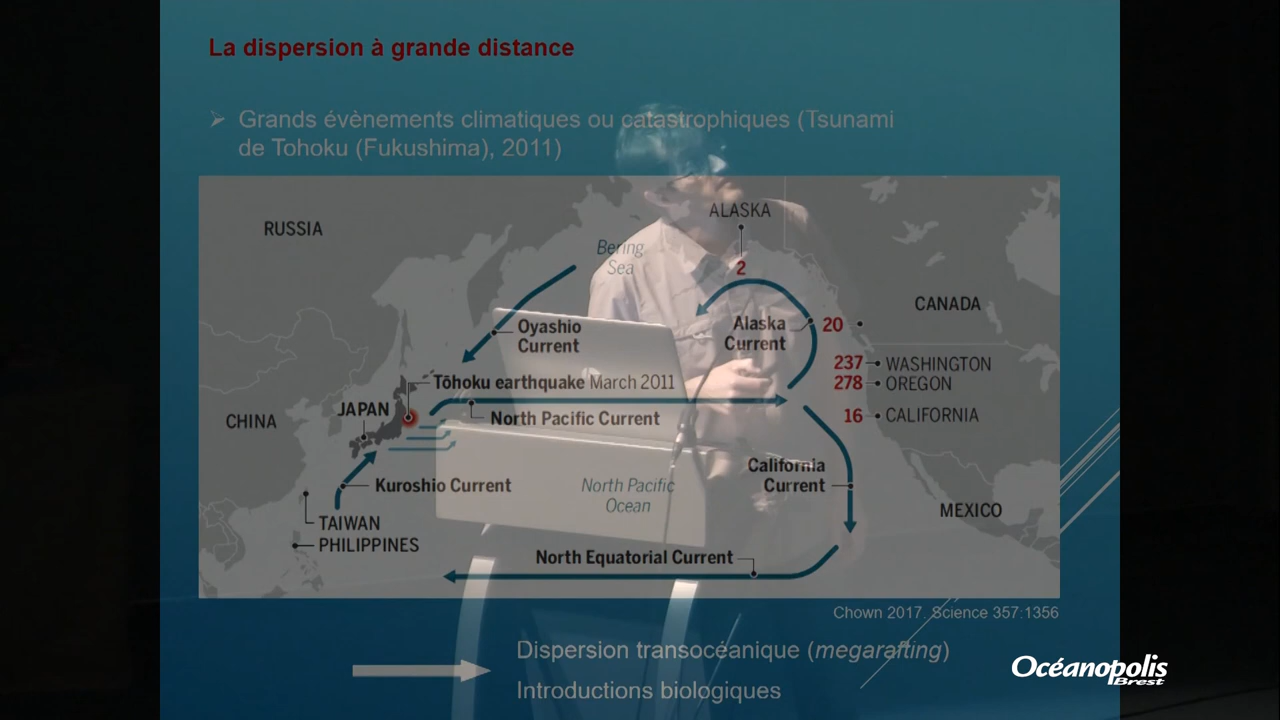 La dispersion à grande distance
➢ Grands évènements climatiques ou catastrophiques (Tsunami
de Tohoku (Fukushima), 2011)
RUSSIA
ALASKA
Bering
Sea
2
CANADA
Oyashio
Current
Alaska
Current
20
237 WASHINGTON
278 OREGON
Tōhoku earthquake March 2011
JAPAN
CHINA
North Pacific Current
16 CALIFORNIA
California
Current
Kuroshio Current
North Pacific
Ocean
MEXICO
TAIWAN
PHILIPPINES
North Equatorial Current
Chown 2017. Science 357:1356
Dispersion transocéanique (megarafting)
Introductions biologiques
Océanopolis
Brest